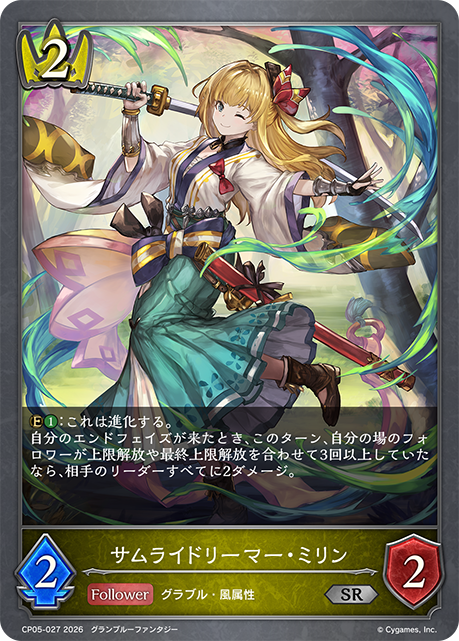 2
E 1：これは進化する。
自分のエンドフェイズが来たとき、このターン、自分の場のフォ
ロワーが上限解放や最終上限解放を合わせて3回以上していた
なら、相手のリーダーすべてに2ダメージ。
サムライドリーマー・ミリン
2
Follower グラブル・風属性
SR
2
CP05-027 2026 グランブルーファンタジー
© Cygames, Inc.